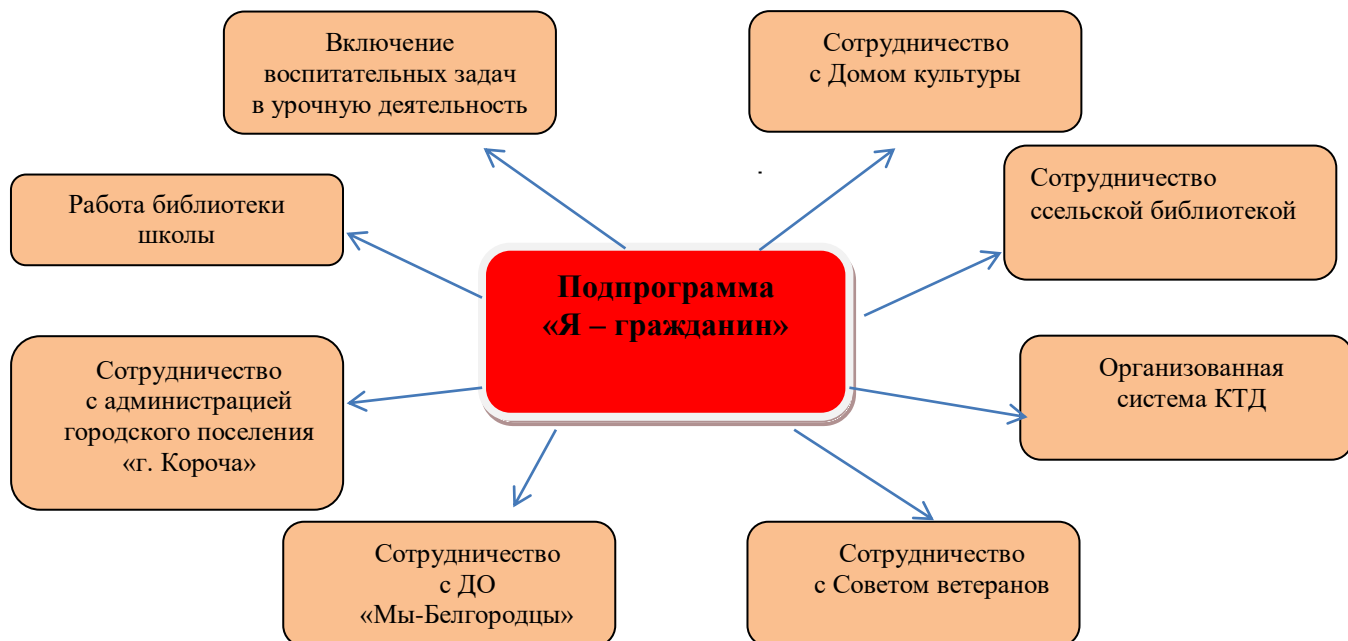 Включение
воспитательных задач
в урочную деятельность
Сотрудничество
с Домом культуры
Работа библиотеки
школы
Сотрудничество
ссельской библиотекой
.
Подпрограмма
«Я – гражданин»
Сотрудничество
с администрацией
городского поселения
«г. Короча»
Организованная
система КТД
Сотрудничество
с ДО
«Мы-Белгородцы»
Сотрудничество
с Советом ветеранов